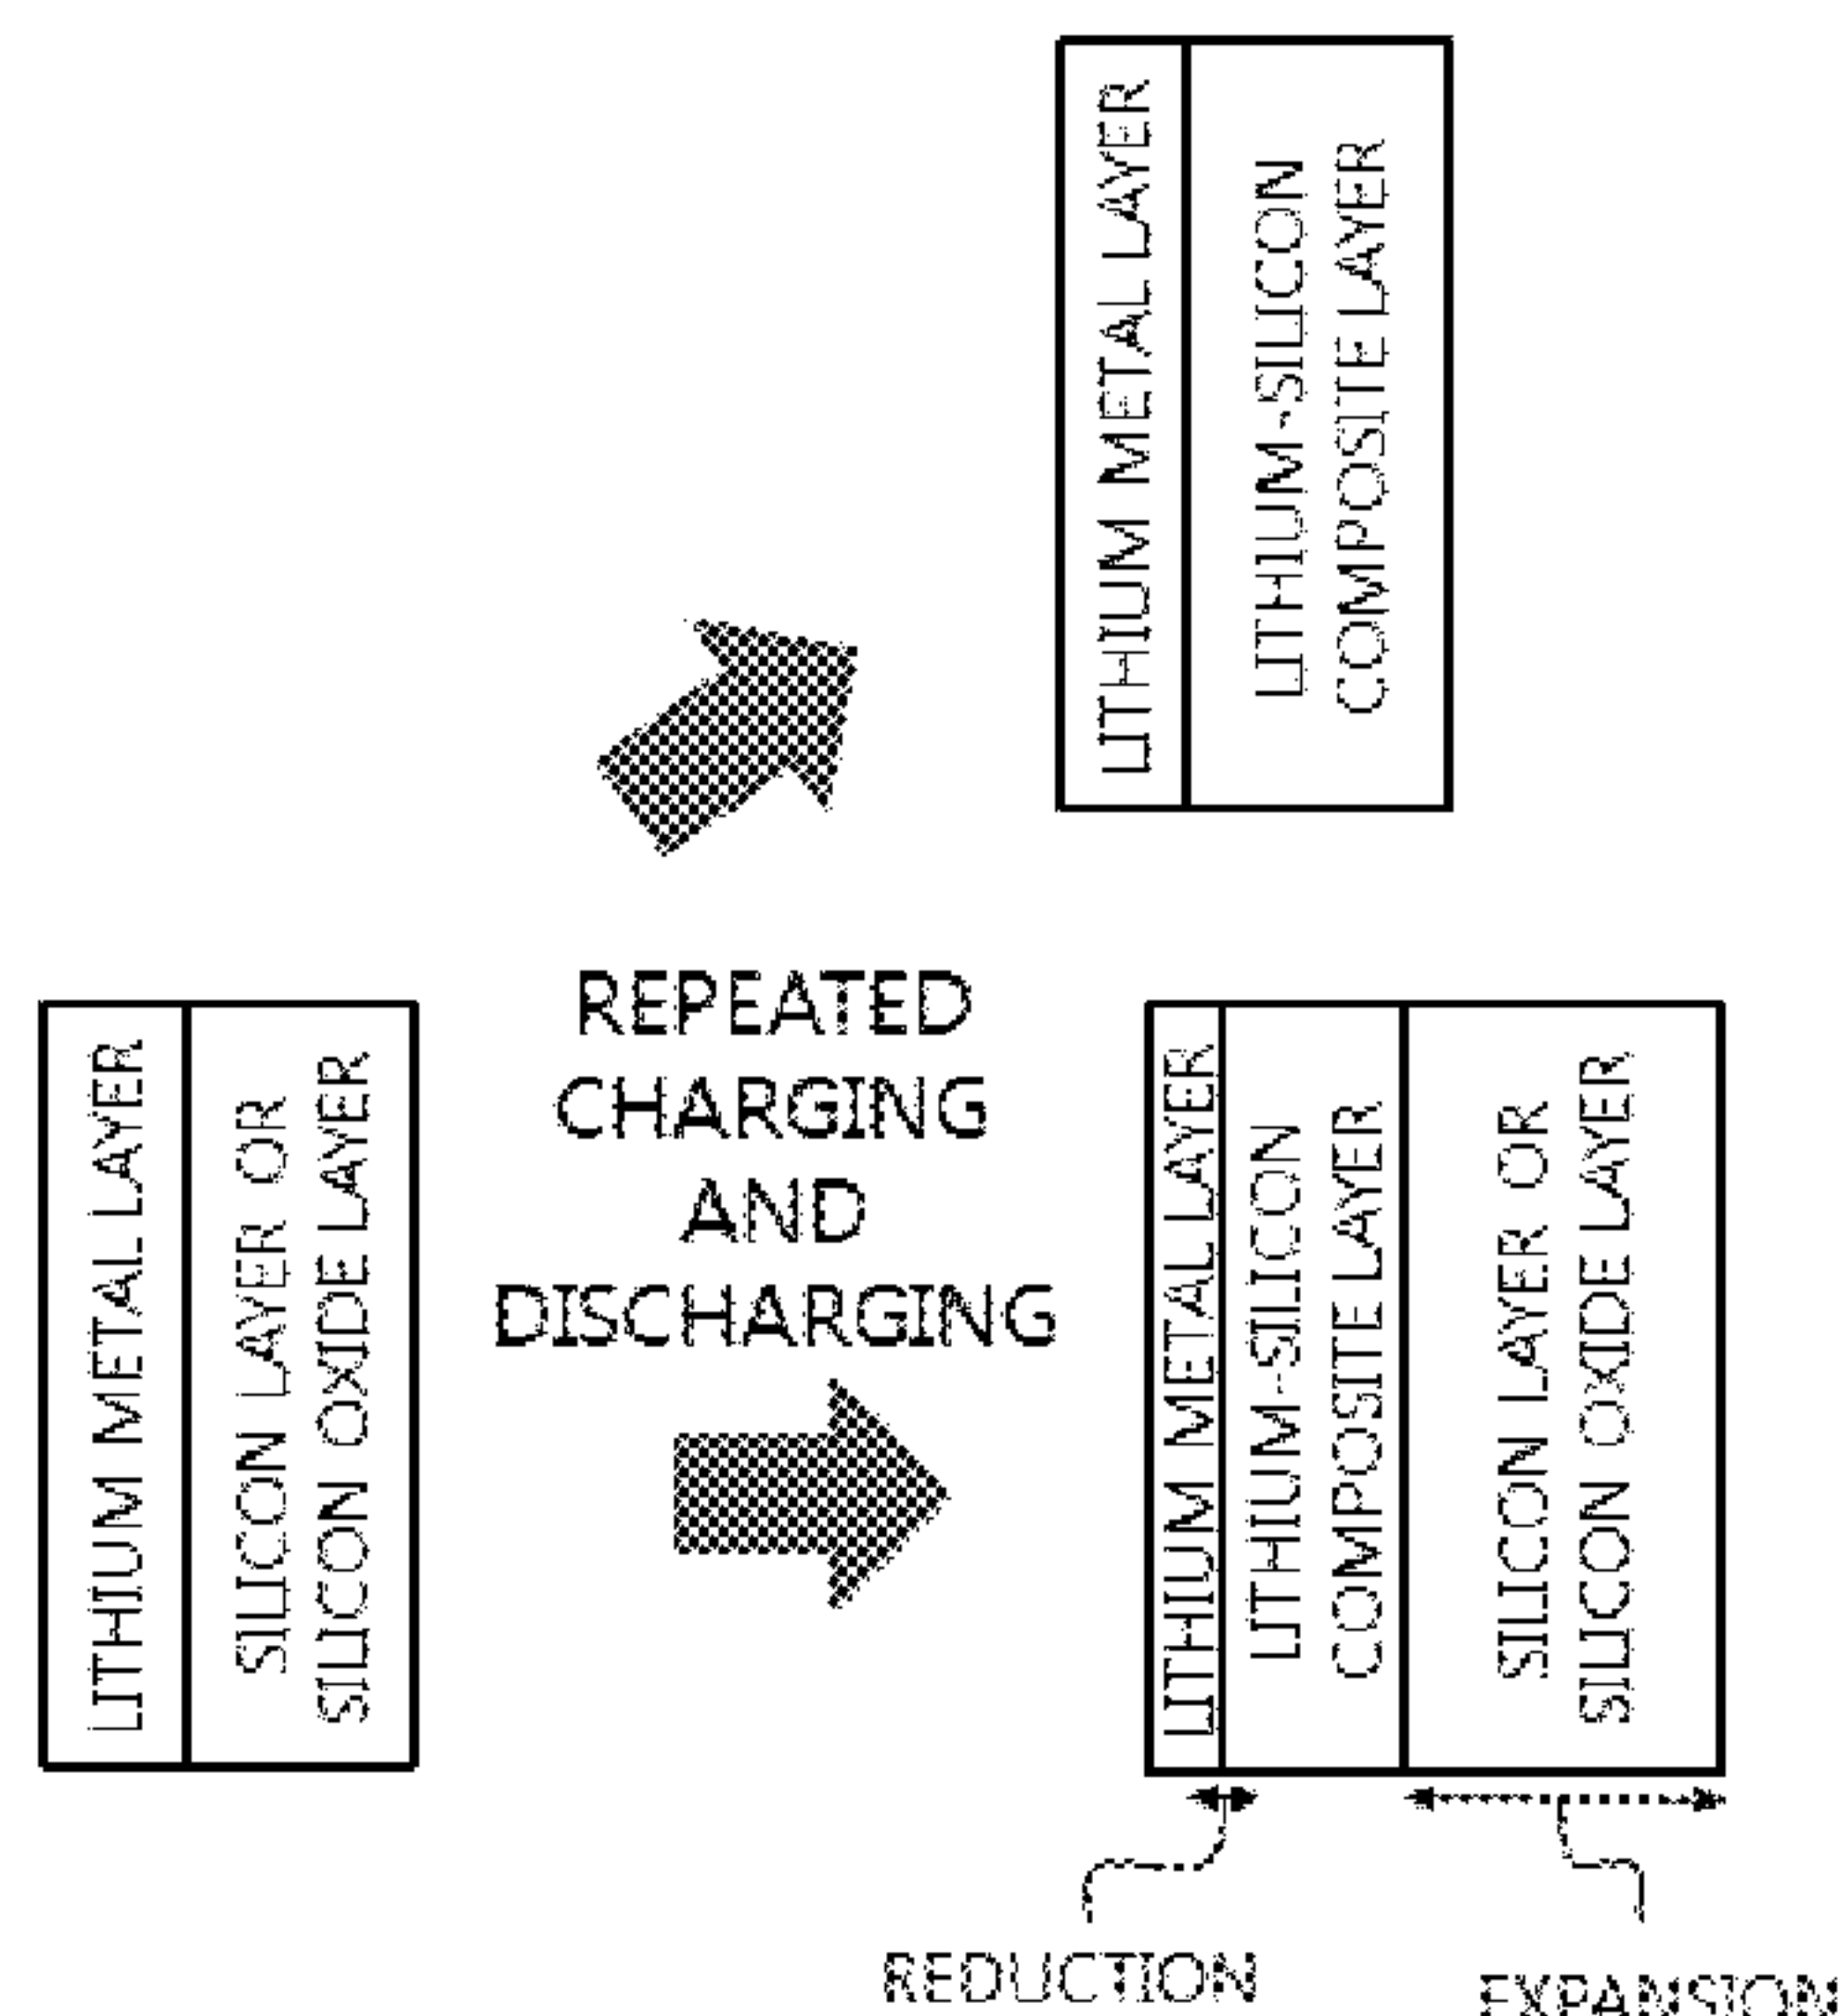 LITHIUM METAL LAYER
LITHIUM-SILICON
COMPOSITE LAYER
LITHIUM METAL LAYER
SILICON LAYER OR
SILICON OXIDE LAYER
REPEATED
CHARGING
AND
DISCHARGING
LITHIUM METAL LAYER
LITHIUM-SILICON
COMPOSITE LAYER
SILICON LAYER OR
SILICON OXIDE LAYER
REDUCTION
EXPANSION